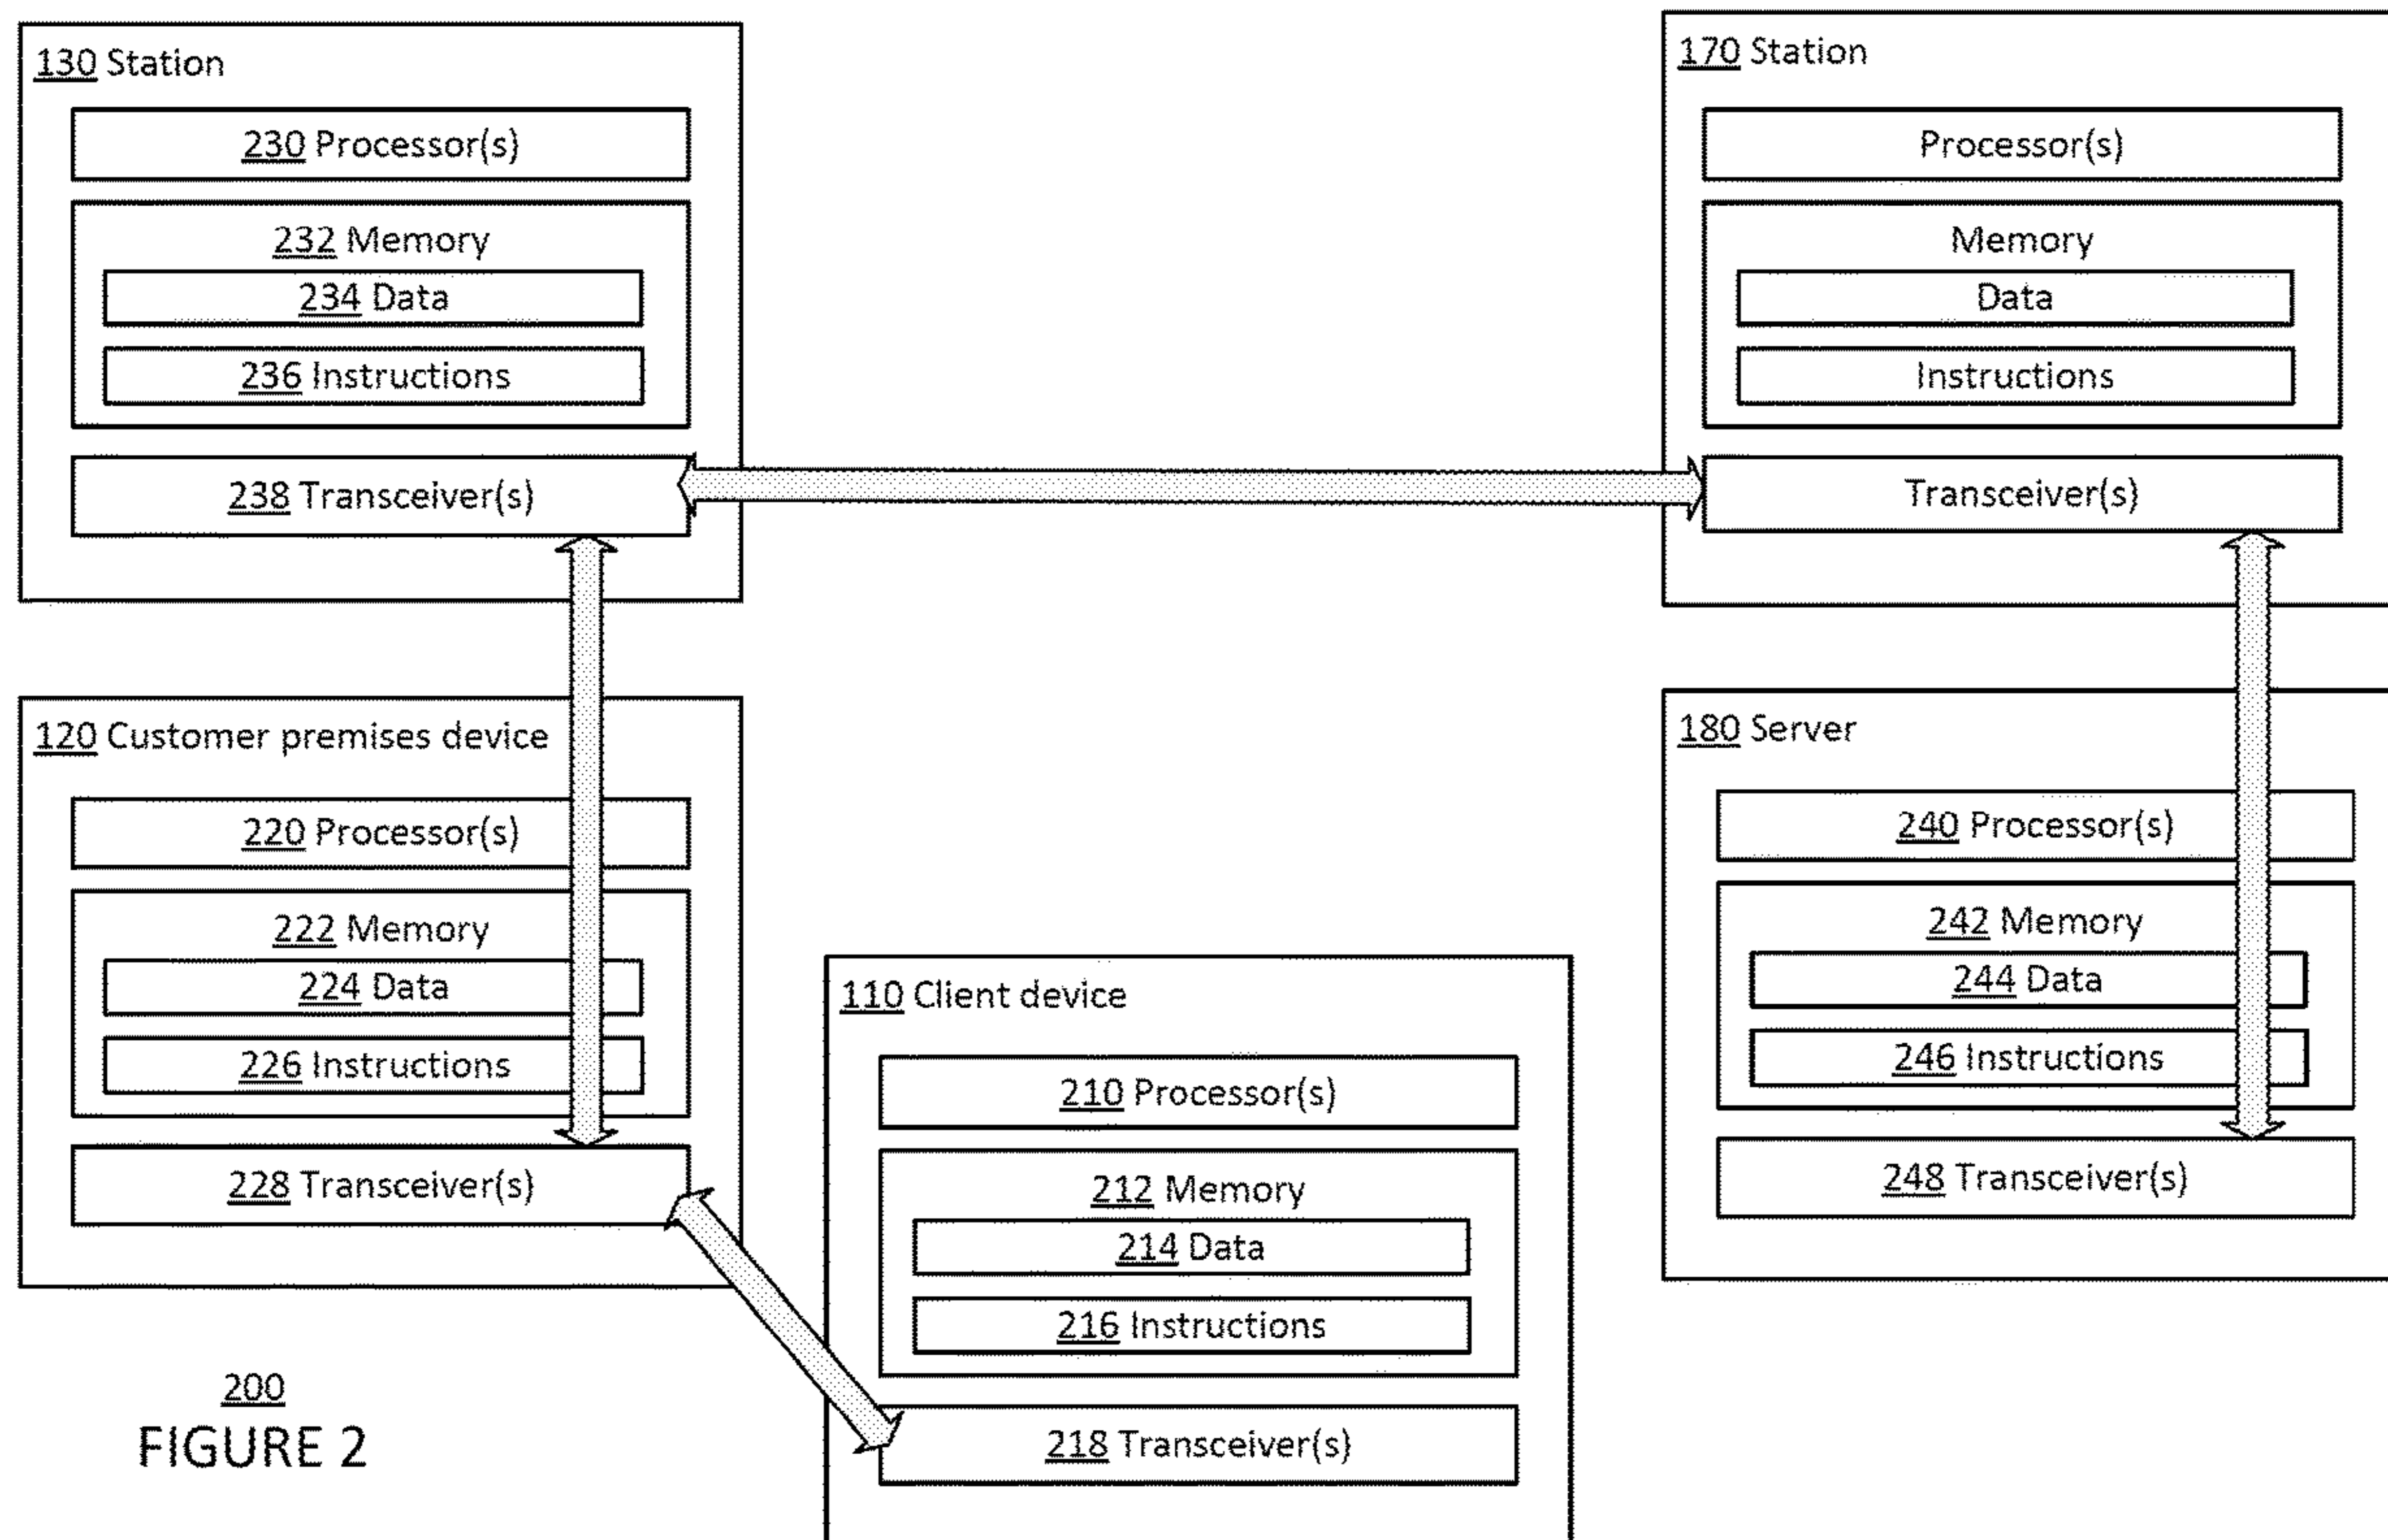 130 Station
230 Processor(s)
232 Memory
234 Data
236 Instructions
238 Transceiver(s)
170 Station
Processor(s)
Memory
Data
Instructions
Transceiver(s)
120 Customer premises device
220 Processor(s)
222 Memory
224 Data
226 Instructions
228 Transceiver(s)
110 Client device
210 Processor(s)
212 Memory
214 Data
216 Instructions
218 Transceiver(s)
180 Server
240 Processor(s)
242 Memory
244 Data
246 Instructions
248 Transceiver(s)
200
FIGURE 2